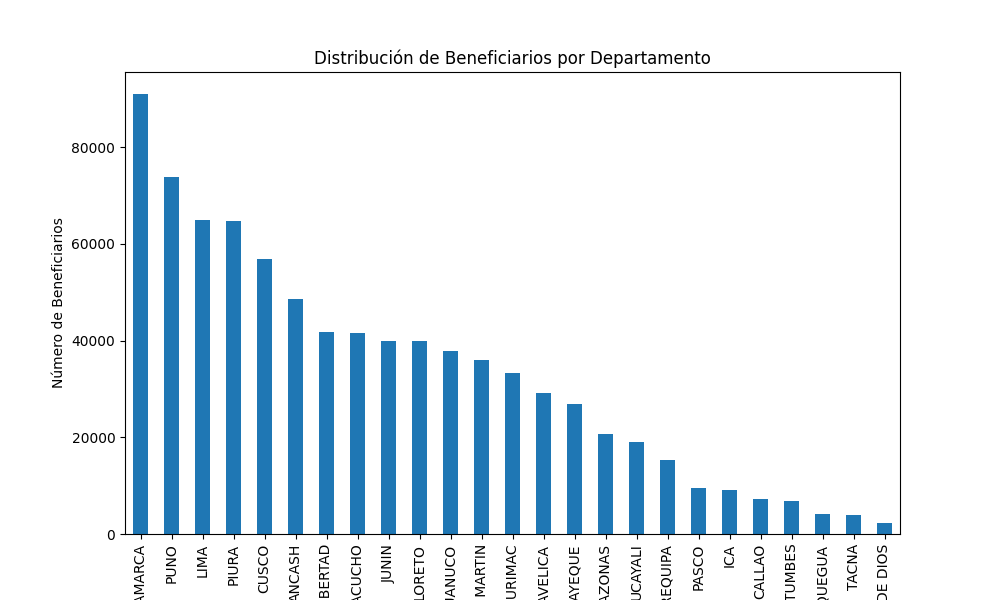 Distribución de Beneficiarios por Departamento
Número de Beneficiarios
80000
60000
40000
20000
0
AMARCA
PUNO
LIMA
PIURA
CUSCO
ANCASH
BERTAD
ACUCHO
JUNIN
LORETO
JANUCO
MARTIN
URIMAC
AVELICA
AYEQUE
AZONAS
UCAYALI
REQUIPA
PASCO
ICA
CALLAO
TUMBES
QUEGUA
TACNA
DE DIOS